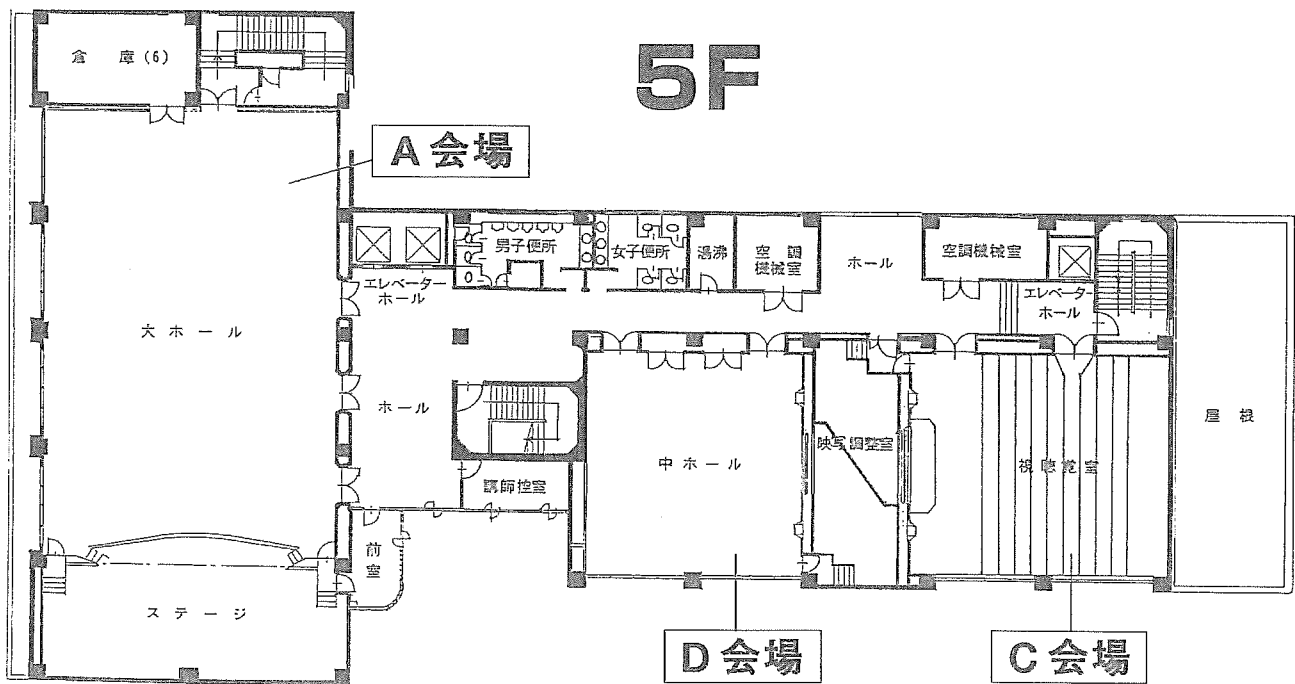 5F
倉庫(6)
A 会場
男子便所
女子便所
湯沸
空調
機械室
ホール
空調機械室
エレベーター
ホール
エレベーター
ホール
大ホール
ホール
中ホール
映写調整室
視聴覚室
屋根
講師控室
前室
ステージ
D 会場
C 会場